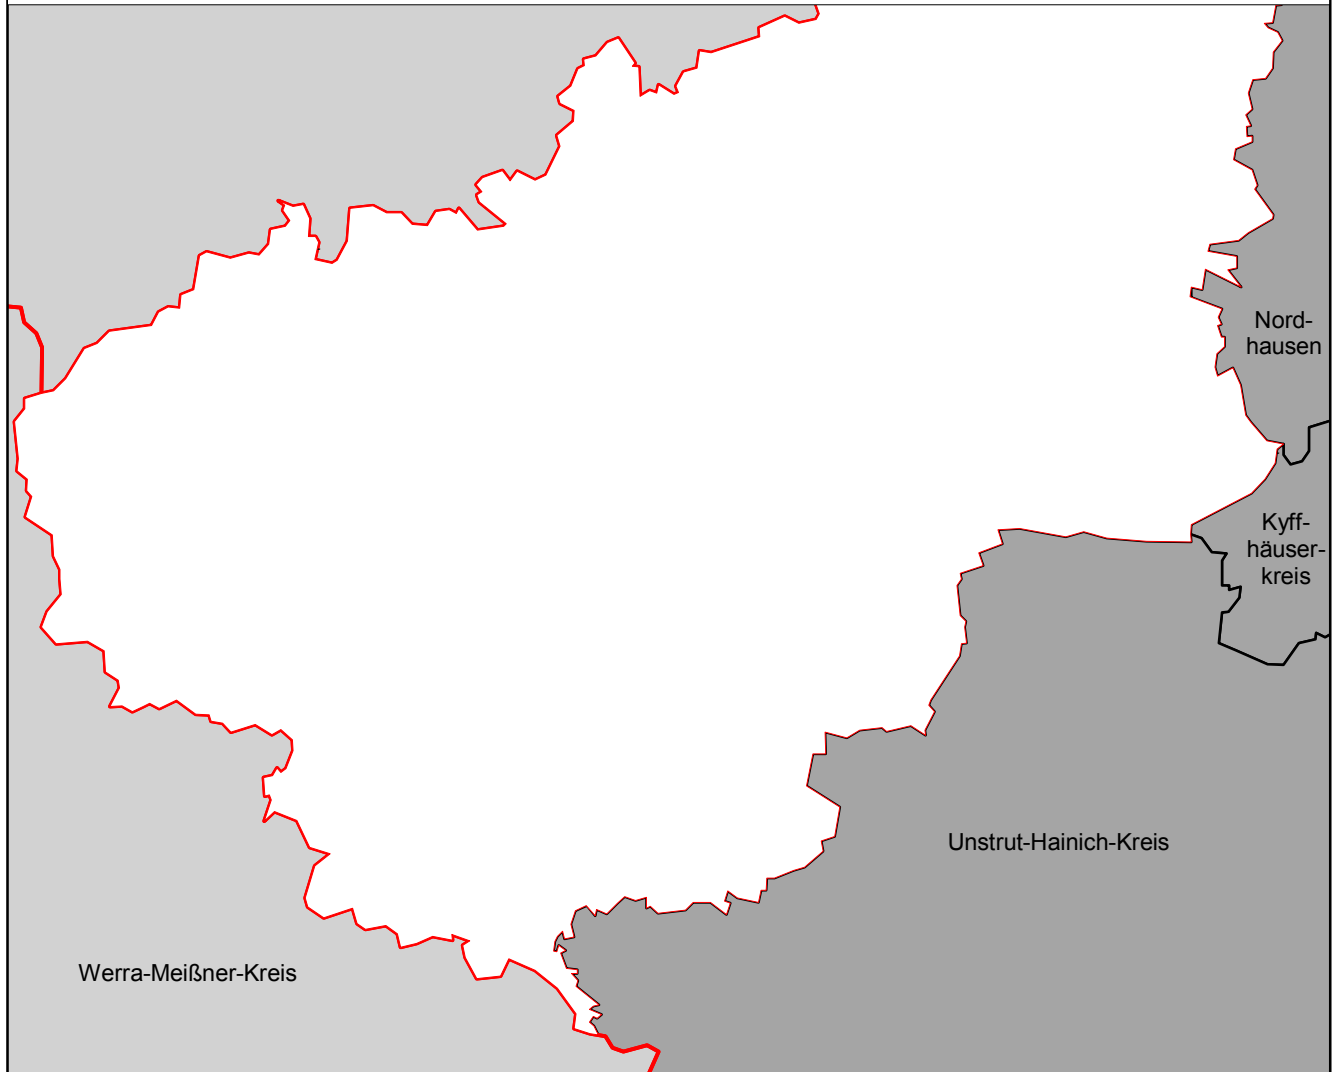 Nord-
hausen
Kyff-
häuser-
kreis
Unstrut-Hainich-Kreis
Werra-Meißner-Kreis